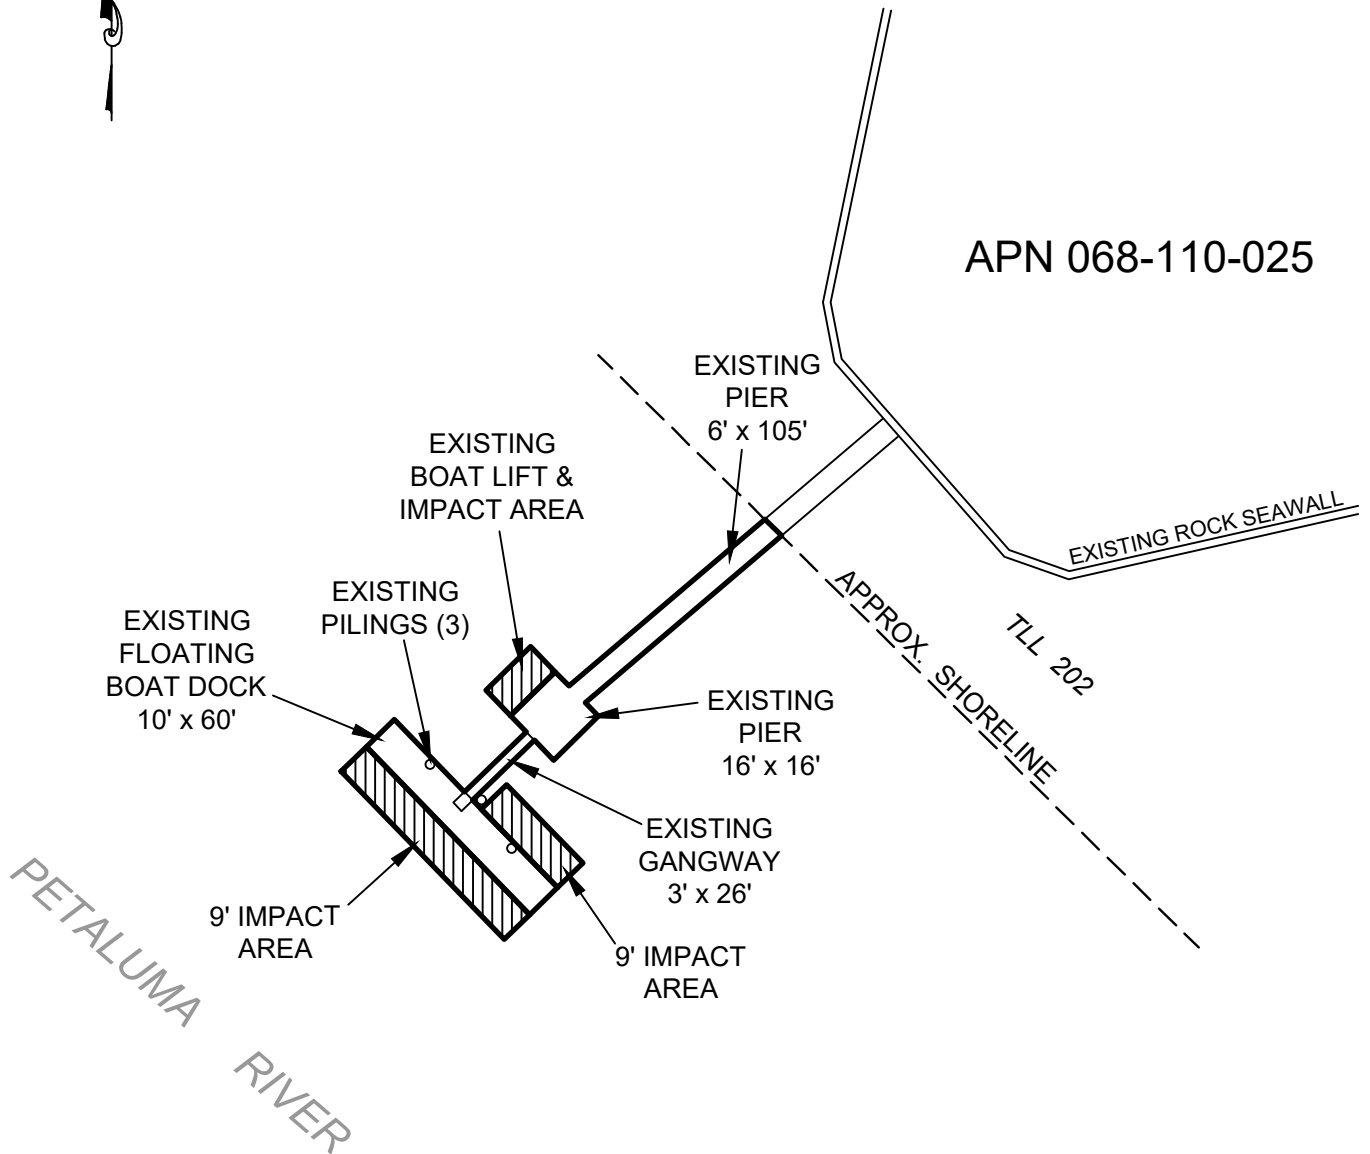 APN 068-110-025
EXISTING
PIER
6' x 105'
EXISTING
BOAT LIFT &
IMPACT AREA
EXISTING ROCK SEAWALL
EXISTING
PILINGS (3)
EXISTING
FLOATING
BOAT DOCK
10' x 60'
APPROX. SHORELINE
TLL 202
EXISTING
PIER
16' x 16'
EXISTING
GANGWAY
3' x 26'
9' IMPACT
AREA
9' IMPACT
AREA
PETALUMA
RIVER